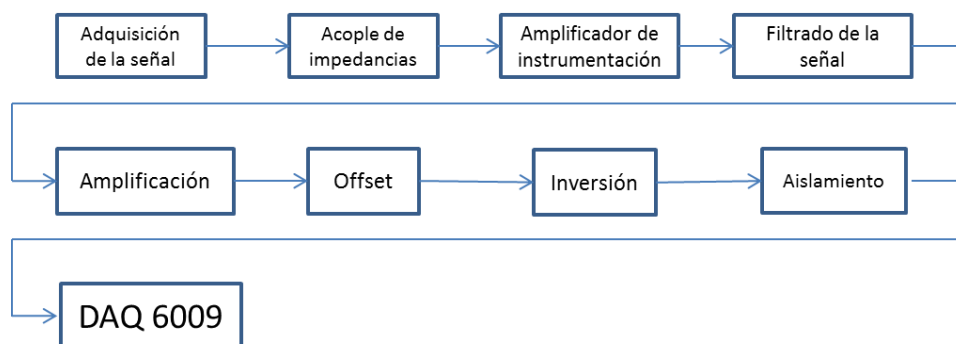 Adquisición
de la señal
Acople de
impedancias
Amplificador de
instrumentación
Filtrado de la
señal
Amplificación
Offset
Inversión
Aislamiento
DAQ 6009